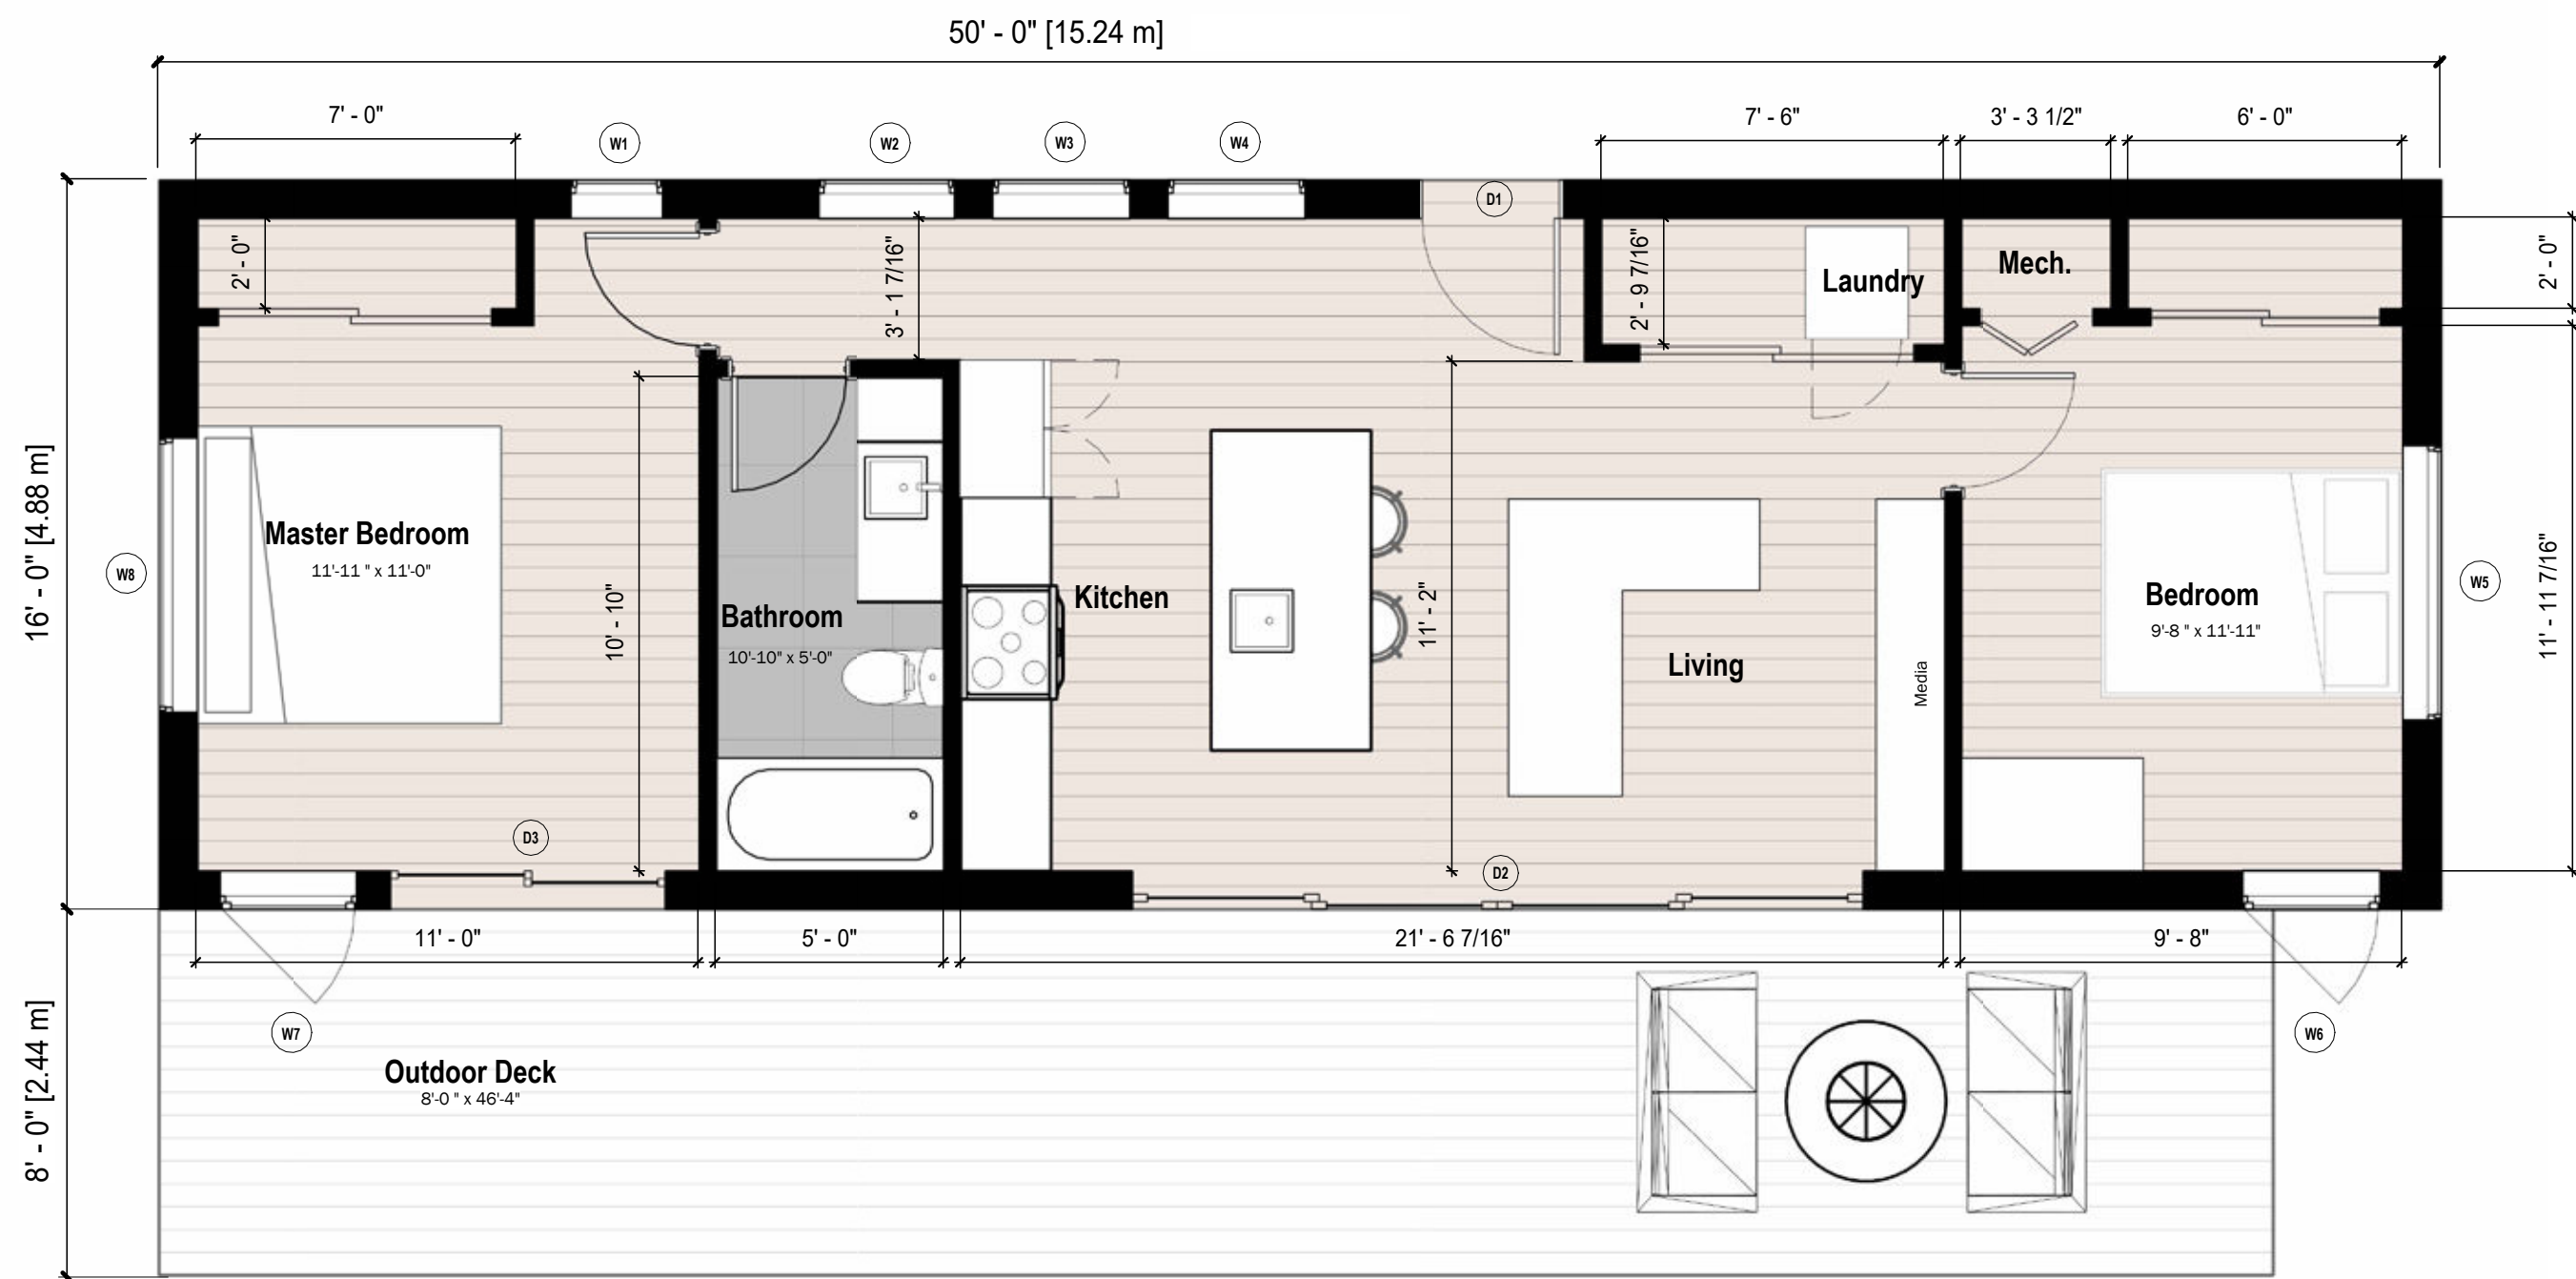 50' - 0" [15.24 m]
7' - 0"
7' - 6"
3' - 3 1/2"
6' - 0"
W1
W2
W3
W4
D1
2' - 0"
3' - 1 7/16"
2' - 9 7/16"
Laundry
Mech.
2' - 0"
16' - 0" [4.88 m]
W8
Master Bedroom
11'-11 " x 11'-0"
10' - 10"
Bathroom
10'-10" x 5'-0"
Kitchen
11' - 2"
Living
Media
Bedroom
9'-8 " x 11'-11"
W5
11' - 11 7/16"
D3
D2
11' - 0"
5' - 0"
21' - 6 7/16"
9' - 8"
8' - 0" [2.44 m]
W7
W6
Outdoor Deck
8'-0 " x 46'-4"